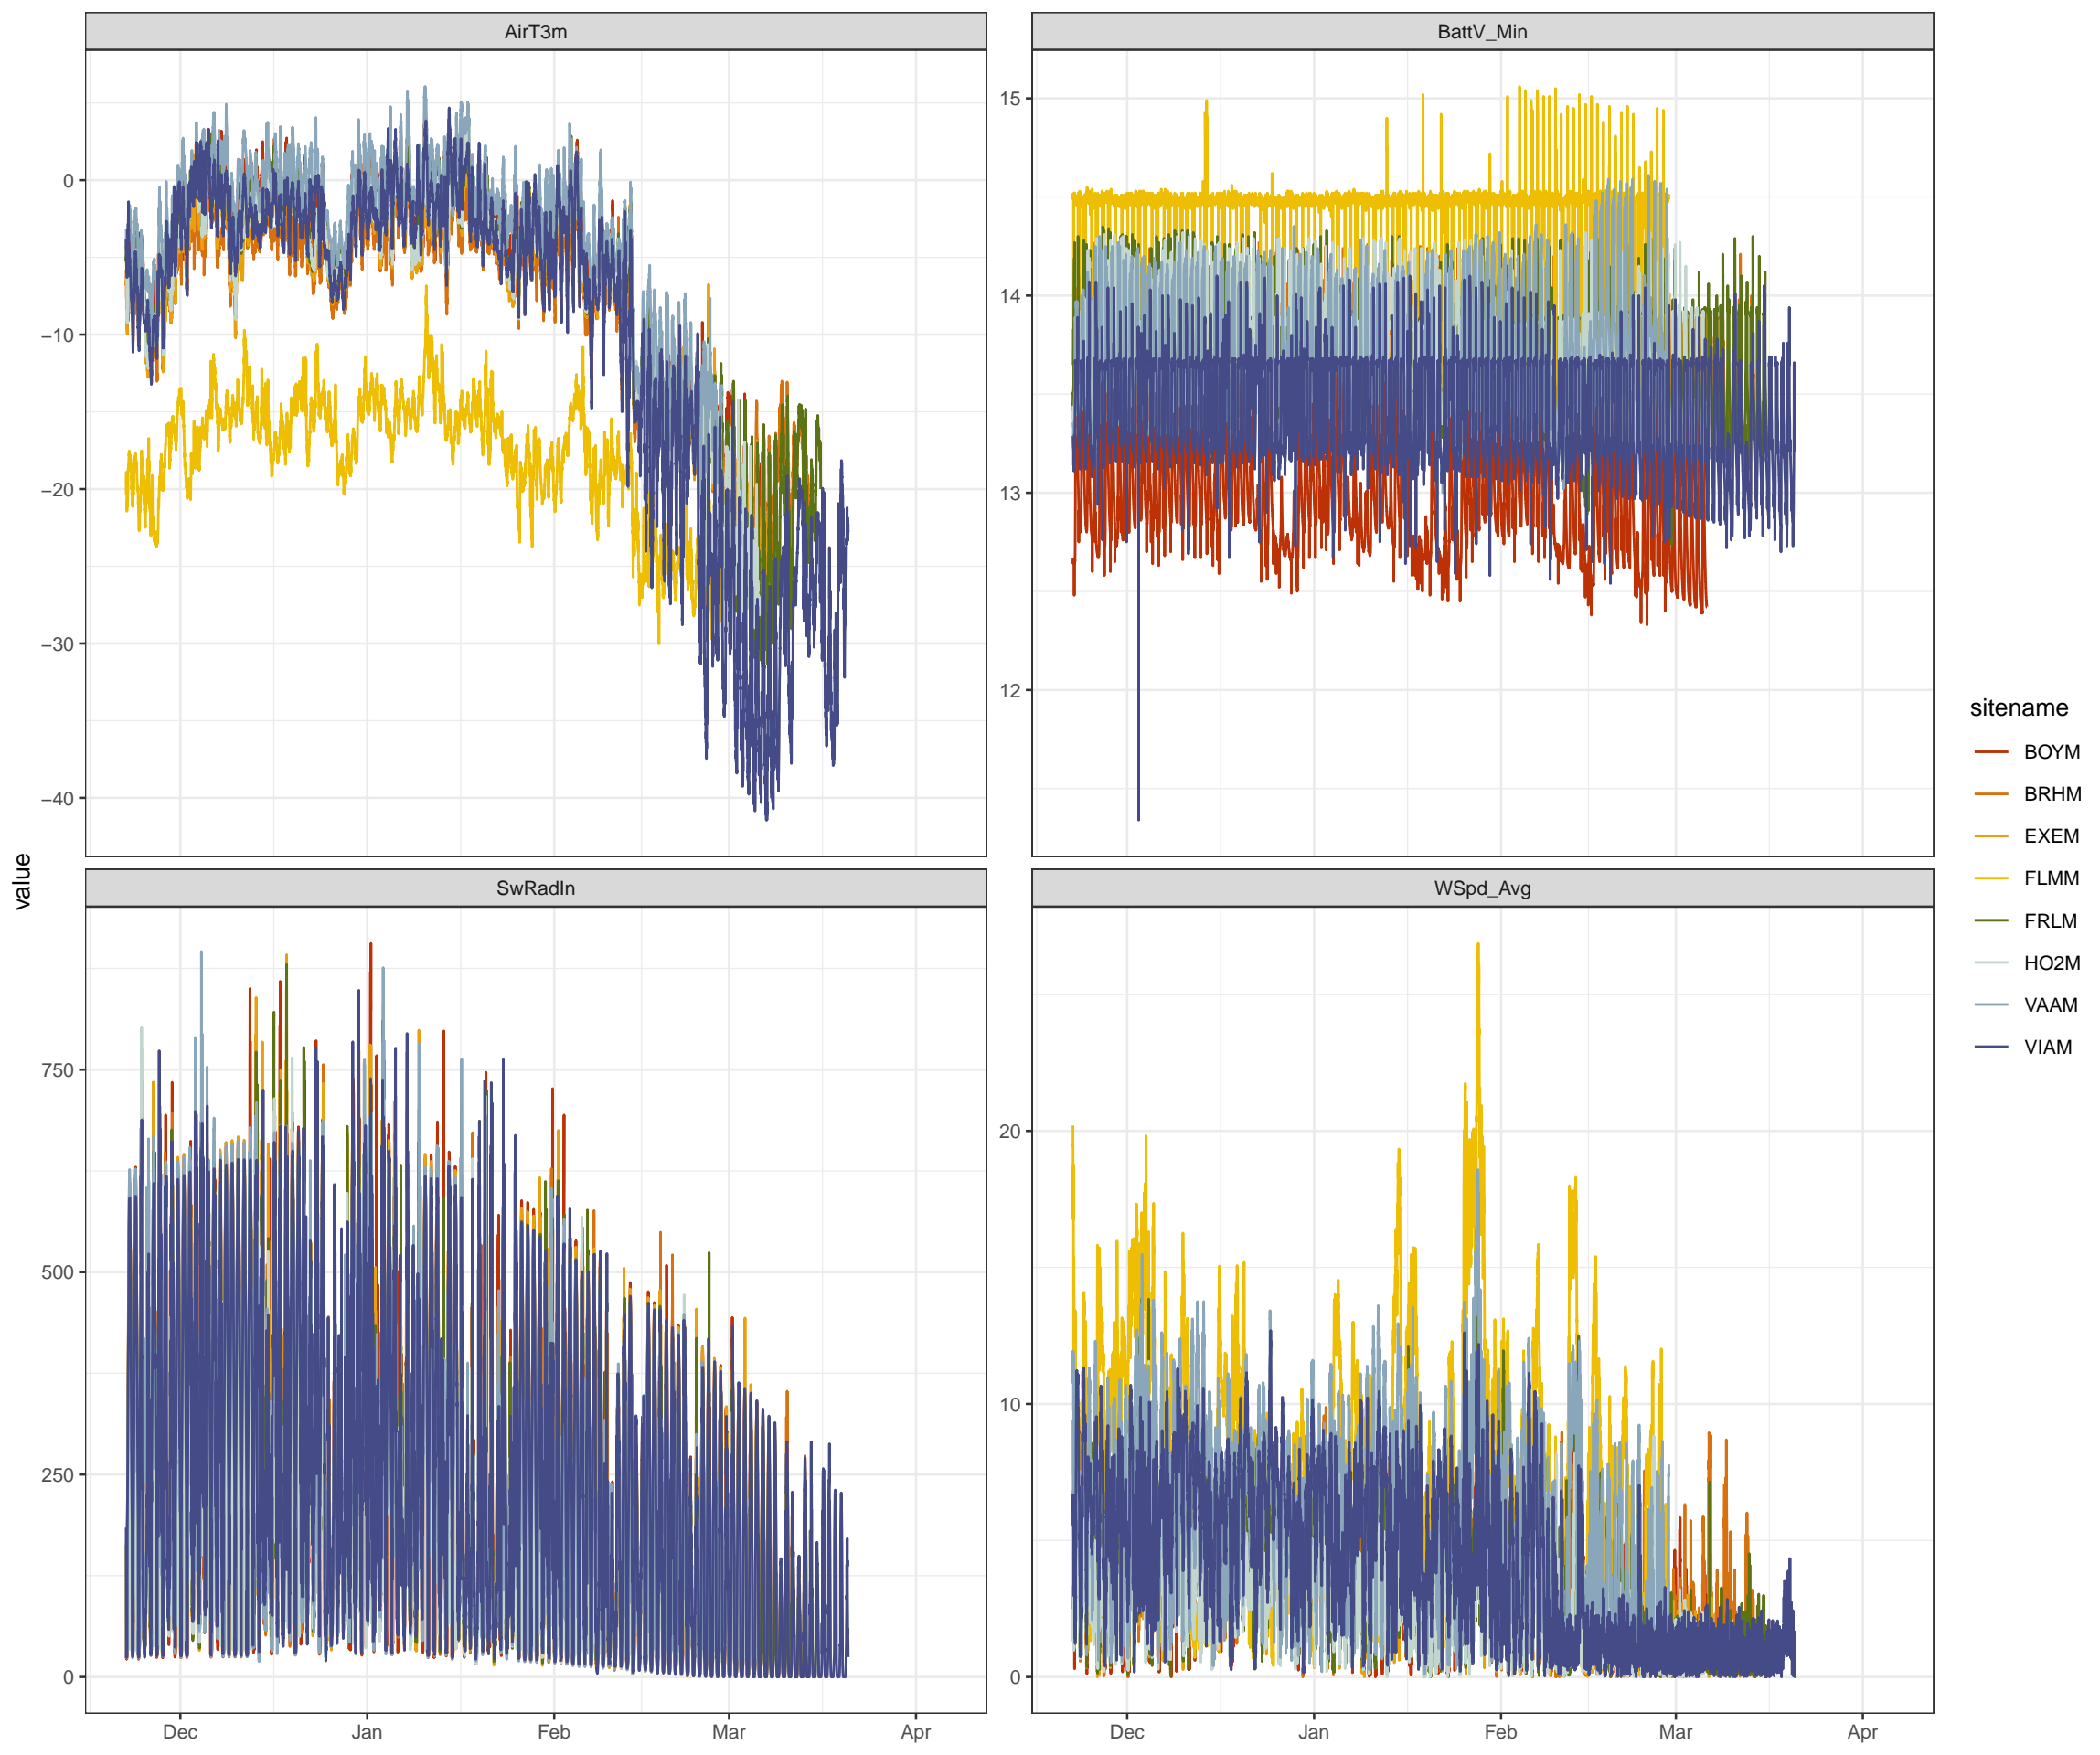 AirT3m
BattV_Min
0
−10
−20
−30
−40
15
14
13
12
SwRadIn
WSpd_Avg
750
500
250
0
20
10
0
Dec Jan Feb Mar Apr
Dec Jan Feb Mar Apr
value
sitename
BOYM
BRHM
EXEM
FLMM
FRLM
HO2M
VAAM
VIAM